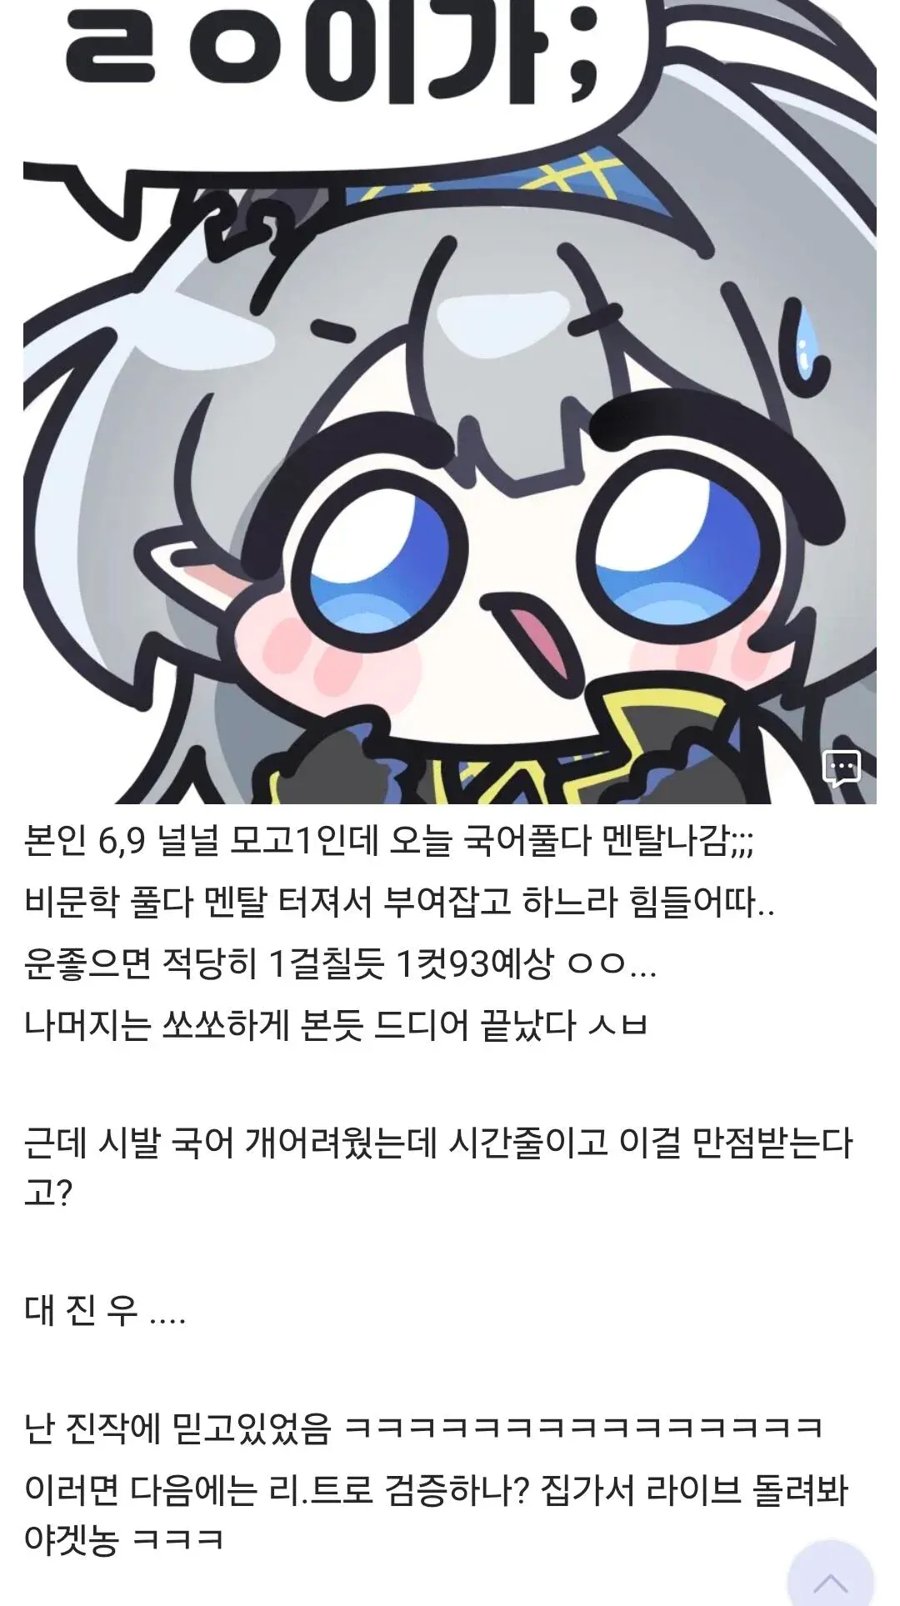 ㄹㅇ이가;
본인 6,9 널널 모고1인데 오늘 국어풀다 멘탈나감;;;
비문학 풀다 멘탈 터져서 부여잡고 하느라 힘들어따..
운좋으면 적당히 1걸칠듯 1컷93예상 ㅇㅇ...
나머지는 쏘쏘하게 본듯 드디어 끝났다 ㅅㅂ
근데 시발 국어 개어려웠는데 시간줄이고 이걸 만점받는다
고?
대 진 우 ....
난 진작에 믿고있었음 ㅋㅋㅋㅋㅋㅋㅋㅋㅋㅋㅋㅋㅋㅋㅋ
이러면 다음에는 리.트로 검증하나? 집가서 라이브 돌려봐
야겟농 ㅋㅋㅋ